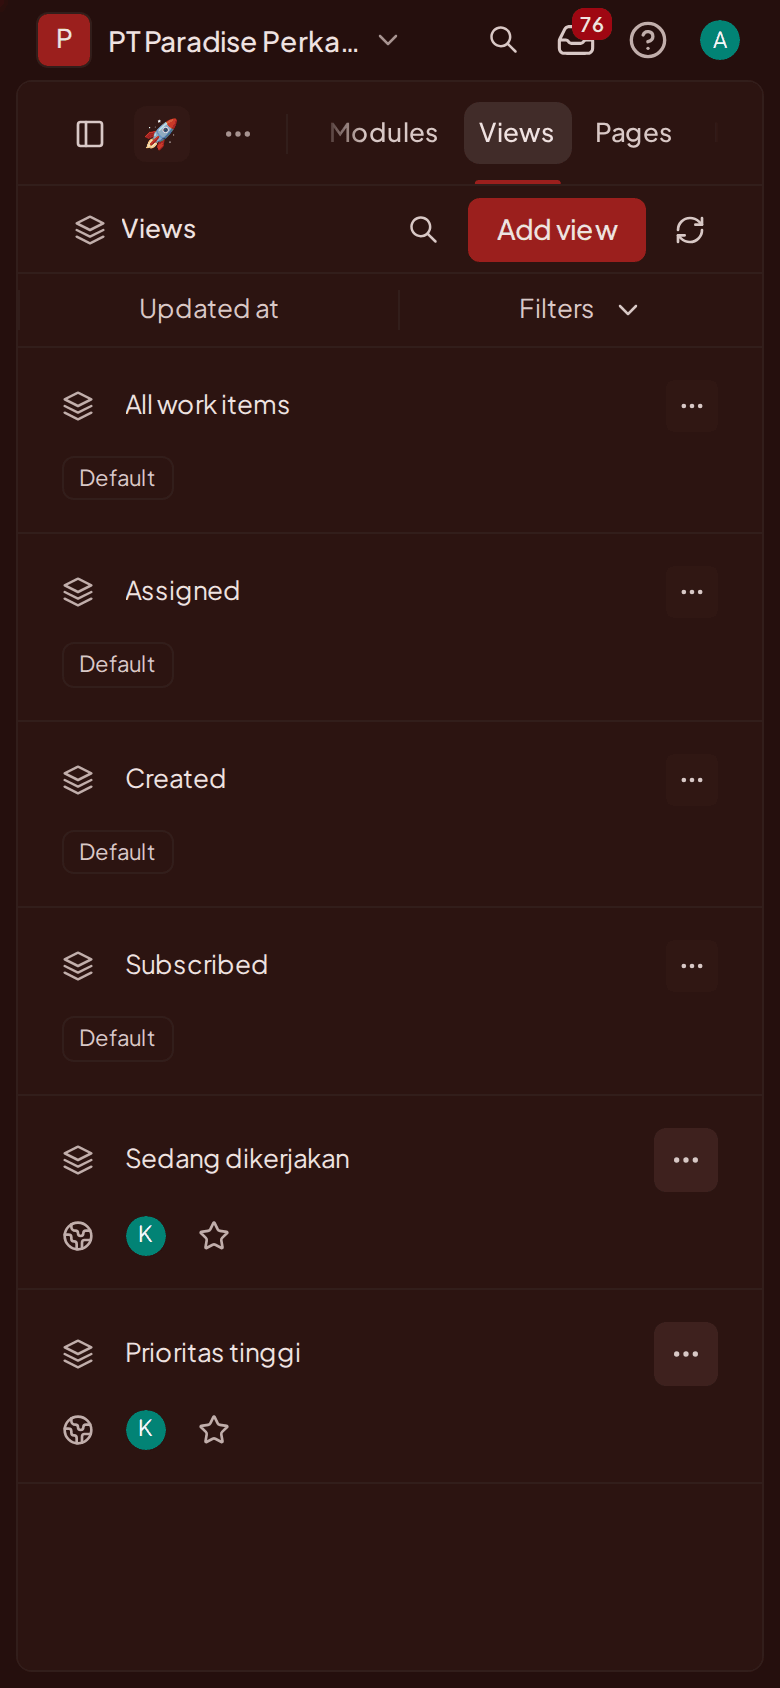 P PT Paradise Perka... 76 A
Modules Views Pages
Views Add view
Updated at Filters
All work items
Default
Assigned
Default
Created
Default
Subscribed
Default
Sedang dikerjakan
K
Prioritas tinggi
K